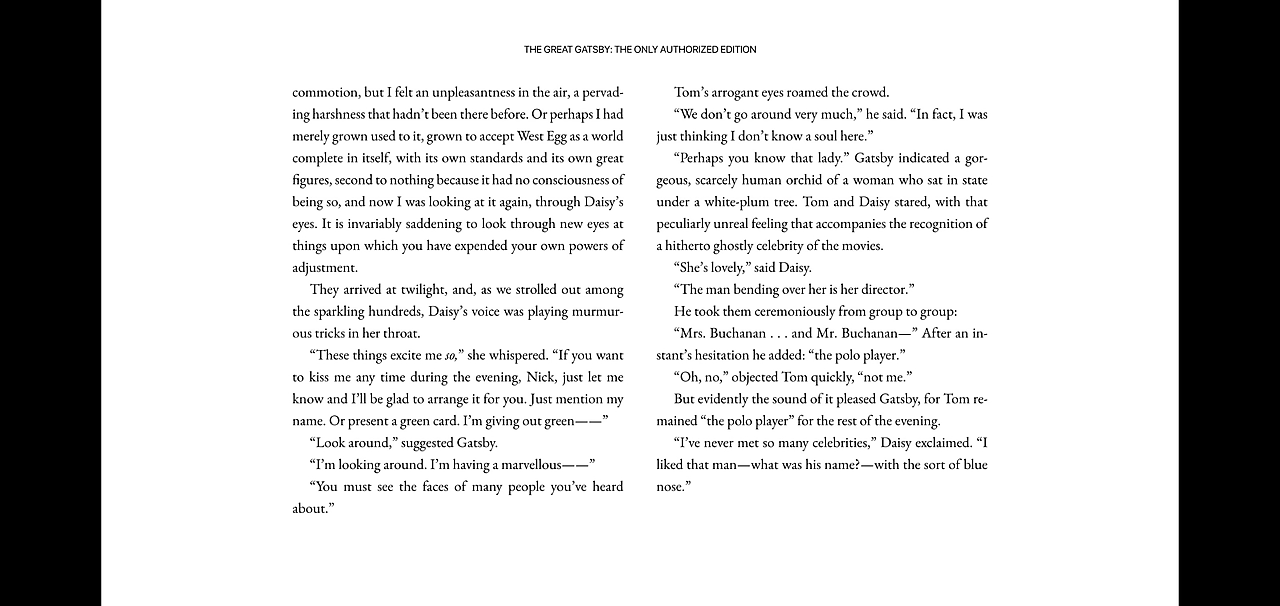 THE GREAT GATSBY: THE ONLY AUTHORIZED EDITION
commotion, but I felt an unpleasantness in the air, a pervad-
ing harshness that hadn’t been there before. Or perhaps I had
merely grown used to it, grown to accept West Egg as a world
complete in itself, with its own standards and its own great
figures, second to nothing because it had no consciousness of
being so, and now I was looking at it again, through Daisy’s
eyes. It is invariably saddening to look through new eyes at
things upon which you have expended your own powers of
adjustment.
They arrived at twilight, and, as we strolled out among
the sparkling hundreds, Daisy’s voice was playing murmur-
ous tricks in her throat.
“These things excite me so,” she whispered. “If you want
to kiss me any time during the evening, Nick, just let me
know and I’ll be glad to arrange it for you. Just mention my
name. Or present a green card. I’m giving out green——”
“Look around,” suggested Gatsby.
“I’m looking around. I’m having a marvellous——”
“You must see the faces of many people you’ve heard
about.”
Tom’s arrogant eyes roamed the crowd.
“We don’t go around very much,” he said. “In fact, I was
just thinking I don’t know a soul here.”
“Perhaps you know that lady.” Gatsby indicated a gor-
geous, scarcely human orchid of a woman who sat in state
under a white-plum tree. Tom and Daisy stared, with that
peculiarly unreal feeling that accompanies the recognition of
a hitherto ghostly celebrity of the movies.
“She’s lovely,” said Daisy.
“The man bending over her is her director.”
He took them ceremoniously from group to group:
“Mrs. Buchanan . . . and Mr. Buchanan—” After an in-
stant’s hesitation he added: “the polo player.”
“Oh, no,” objected Tom quickly, “not me.”
But evidently the sound of it pleased Gatsby, for Tom re-
mained “the polo player” for the rest of the evening.
“I’ve never met so many celebrities,” Daisy exclaimed. “I
liked that man—what was his name?—with the sort of blue
nose.”